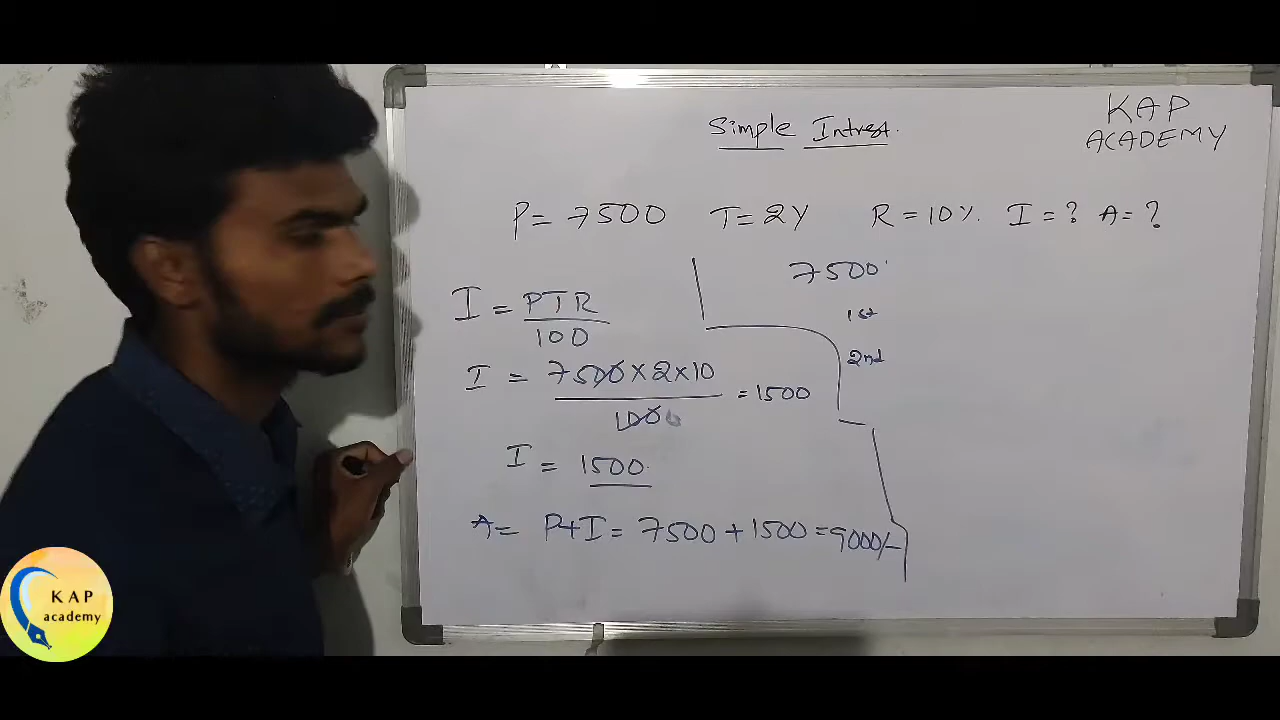 Simple Intrest.
KAP
ACADEMY
P= 7500 T=2Y R=10%. I=? A=?
I = PTR
100
I = 7500×2×10
100
= 1500
I = 1500.
A= P+I= 7500+1500=9000/-
7500
1st
2nd
KAP
academy